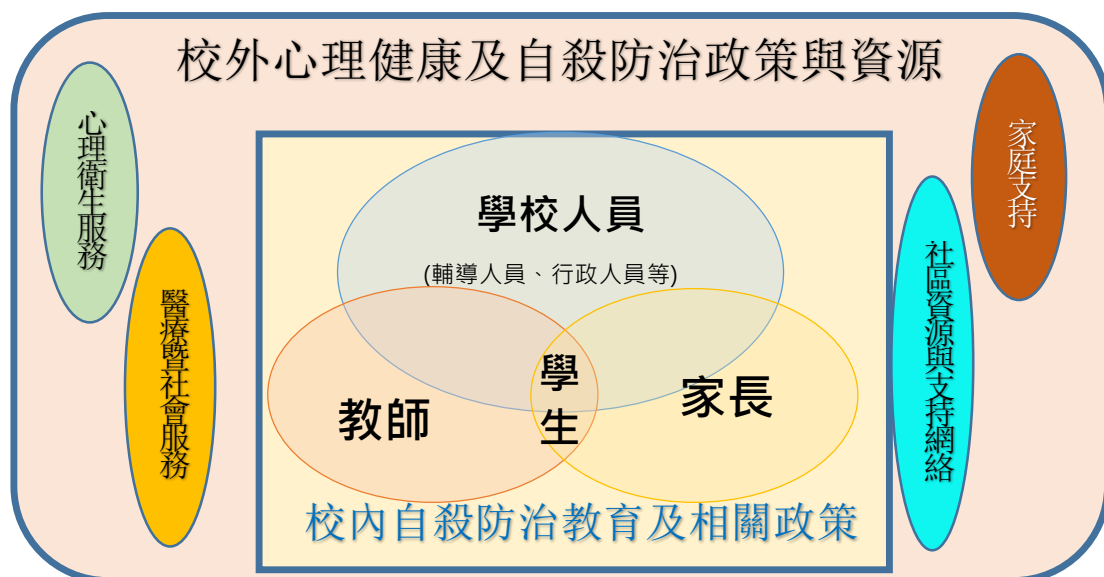 校外心理健康及自殺防治政策與資源
心理衛生服務
醫療暨社會服務
家庭支持
社區資源與支持網絡
學校人員
(輔導人員、行政人員等)
教師
學生
家長
校內自殺防治教育及相關政策